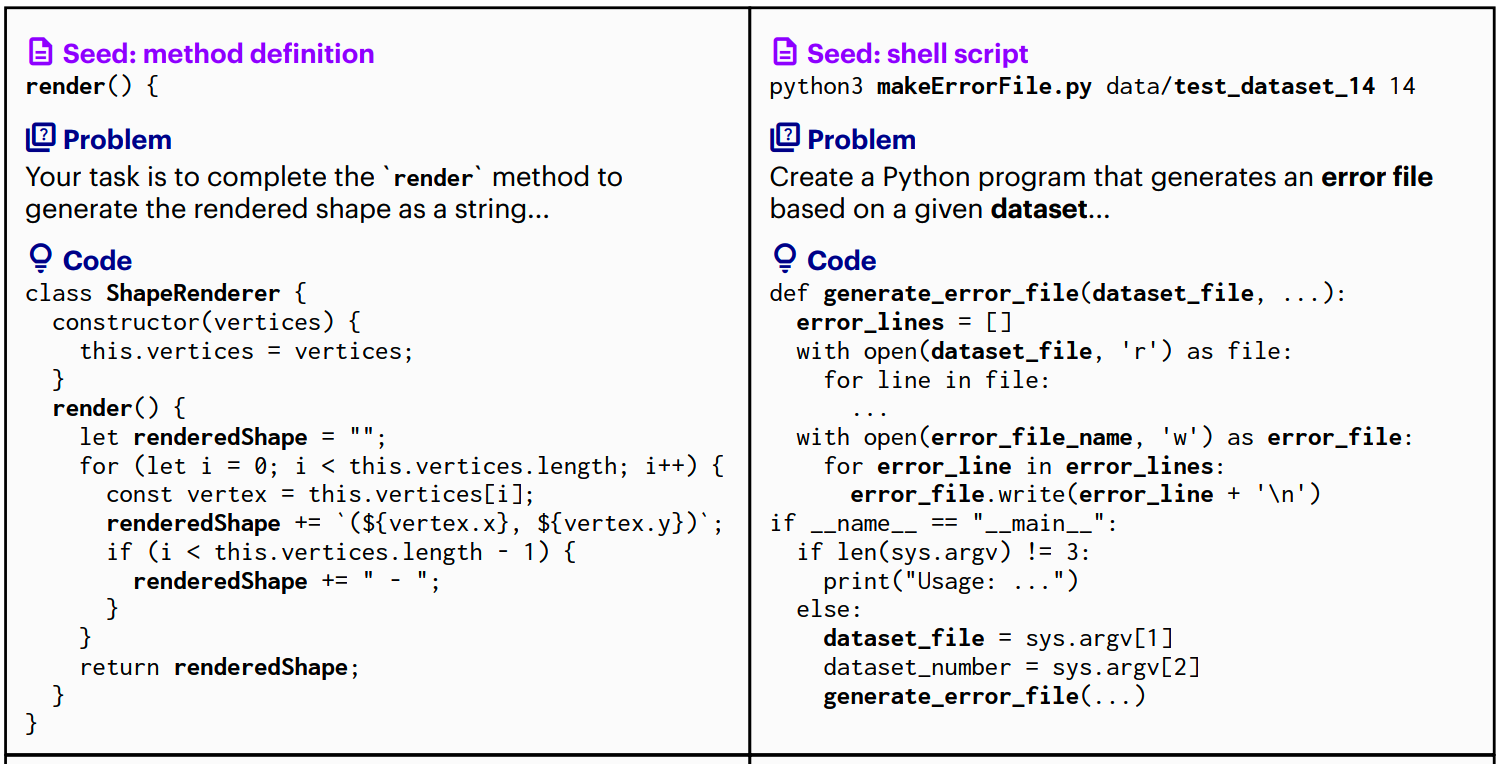 Seed: method definition
render() {
Problem
Your task is to complete the `render` method to
generate the rendered shape as a string...
Code
class ShapeRenderer {
  constructor(vertices) {
    this.vertices = vertices;
  }
  render() {
    let renderedShape = "";
    for (let i = 0; i < this.vertices.length; i++) {
      const vertex = this.vertices[i];
      renderedShape += `(${vertex.x}, ${vertex.y})`;
      if (i < this.vertices.length - 1) {
        renderedShape += " - ";
      }
    }
    return renderedShape;
  }
}
Seed: shell script
python3 makeErrorFile.py data/test_dataset_14 14
Problem
Create a Python program that generates an error file
based on a given dataset...
Code
def generate_error_file(dataset_file, ...):
  error_lines = []
  with open(dataset_file, 'r') as file:
    for line in file:
      ...
  with open(error_file_name, 'w') as error_file:
    for error_line in error_lines:
      error_file.write(error_line + '\n')
if __name__ == "__main__":
  if len(sys.argv) != 3:
    print("Usage: ...")
  else:
    dataset_file = sys.argv[1]
    dataset_number = sys.argv[2]
    generate_error_file(...)